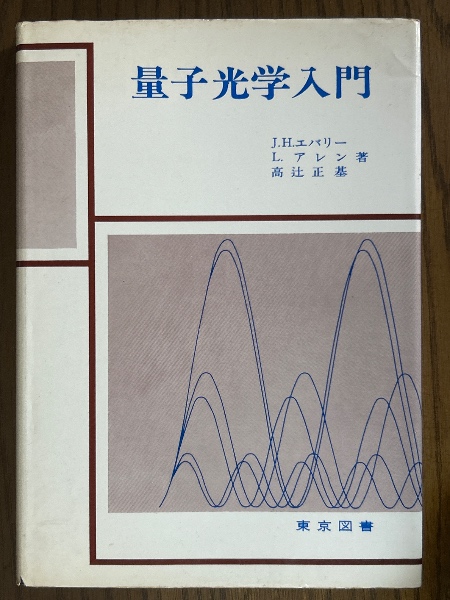 量子光学入門
J.H.エバリー
L. アレン著
高辻正基
東京図書